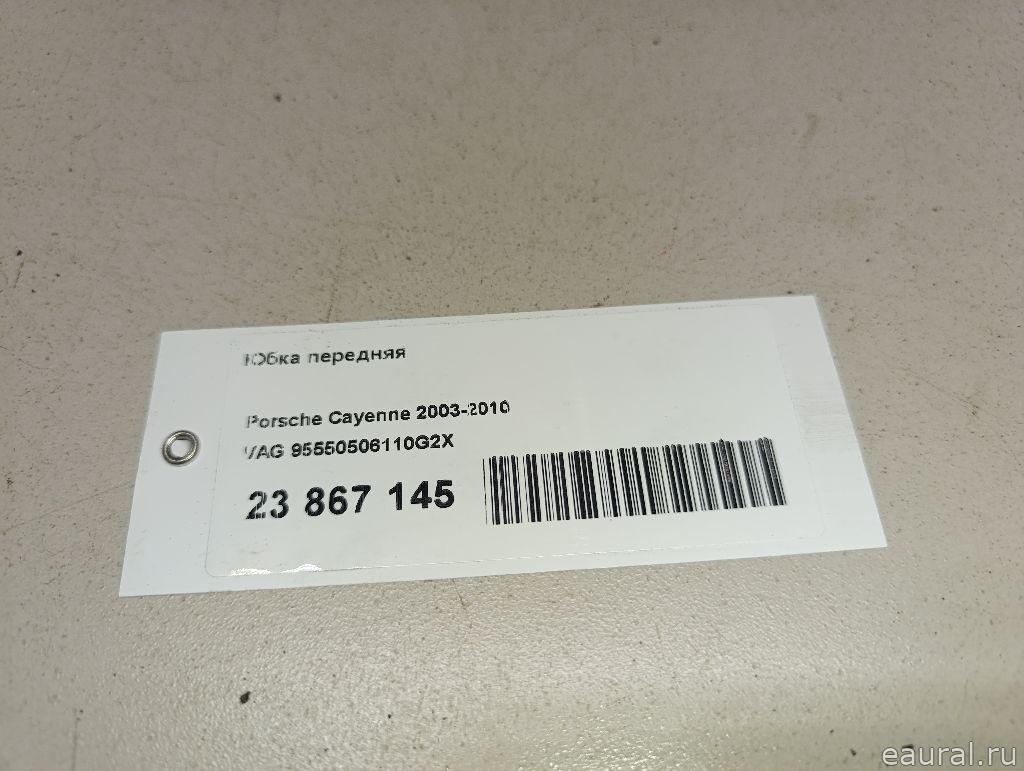 Юбка передняя
Porsche Cayenne 2003-2010
VAG 95550506110G2X
23 867 145
eaural.ru